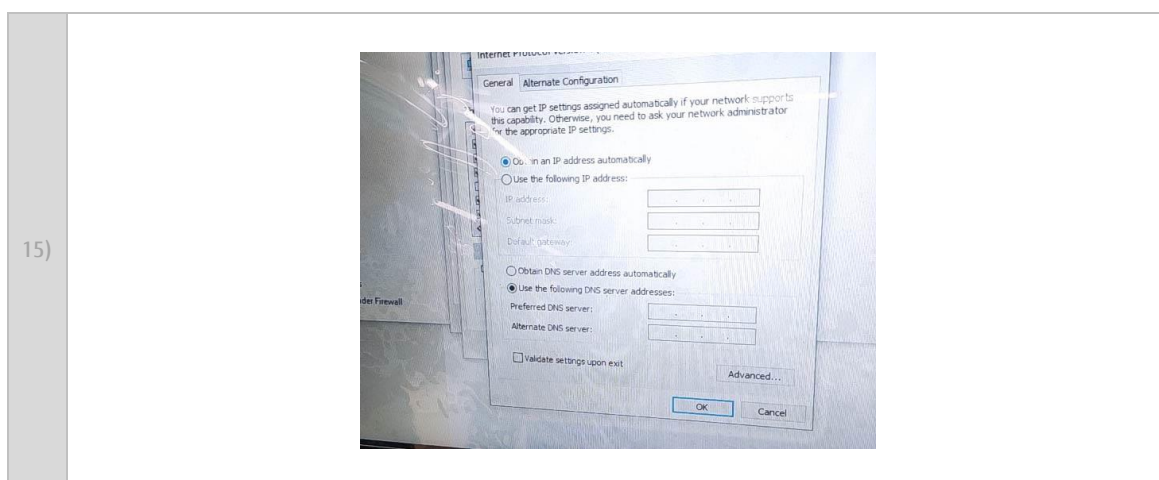 15)
Internet Protocol Version
General Alternate Configuration
You can get IP settings assigned automatically if your network supports
this capability. Otherwise, you need to ask your network administrator
for the appropriate IP settings.
Obtain an IP address automatically
Use the following IP address:
IP address:
Subnet mask:
Default gateway:
Obtain DNS server address automatically
Use the following DNS server addresses:
Preferred DNS server:
Alternate DNS server:
Validate settings upon exit
Advanced...
OK Cancel
Firewall